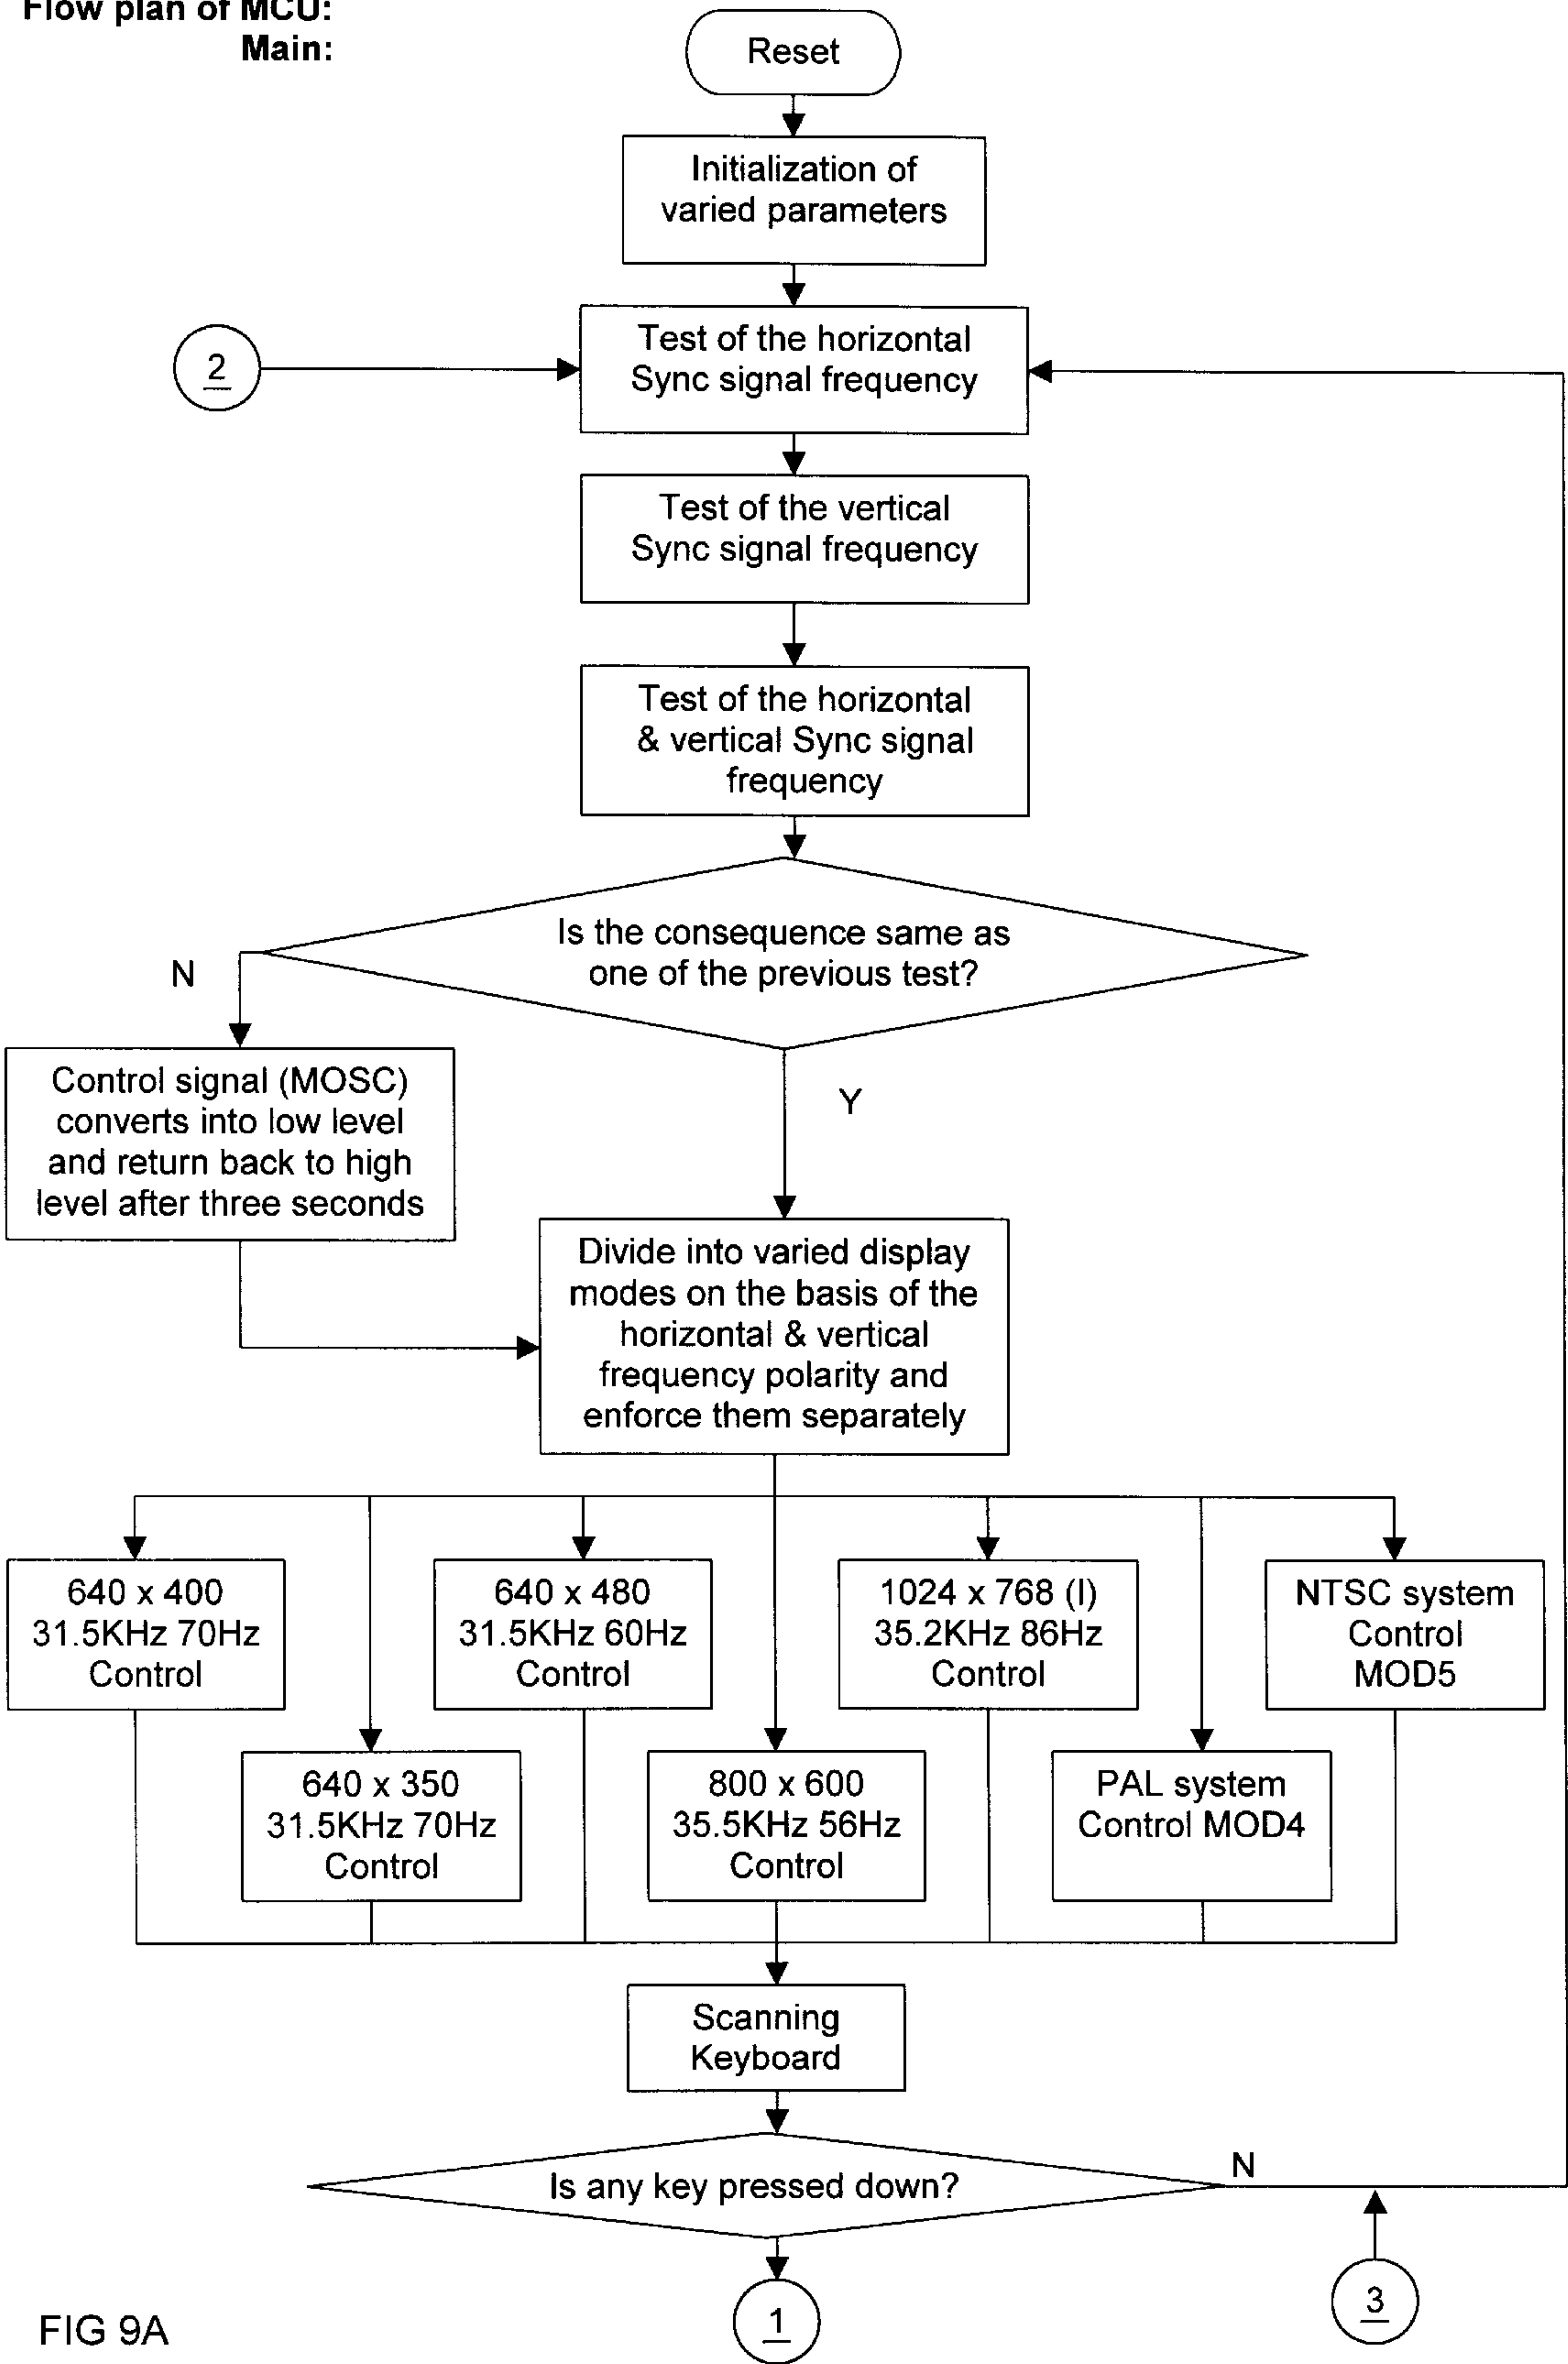 Flow plan of MCU:
Main:
Reset
Initialization of
varied parameters
Test of the horizontal
Sync signal frequency
2
Test of the vertical
Sync signal frequency
Test of the horizontal
& vertical Sync signal
frequency
Is the consequence same as
one of the previous test?
N
Control signal (MOSC)
converts into low level
and return back to high
level after three seconds
Y
Divide into varied display
modes on the basis of the
horizontal & vertical
frequency polarity and
enforce them separately
640 x 400
31.5KHz 70Hz
Control
640 x 480
31.5KHz 60Hz
Control
1024 x 768 (I)
35.2KHz 86Hz
Control
NTSC system
Control
MOD5
640 x 350
31.5KHz 70Hz
Control
800 x 600
35.5KHz 56Hz
Control
PAL system
Control MOD4
Scanning
Keyboard
Is any key pressed down?
N
1
3
FIG 9A